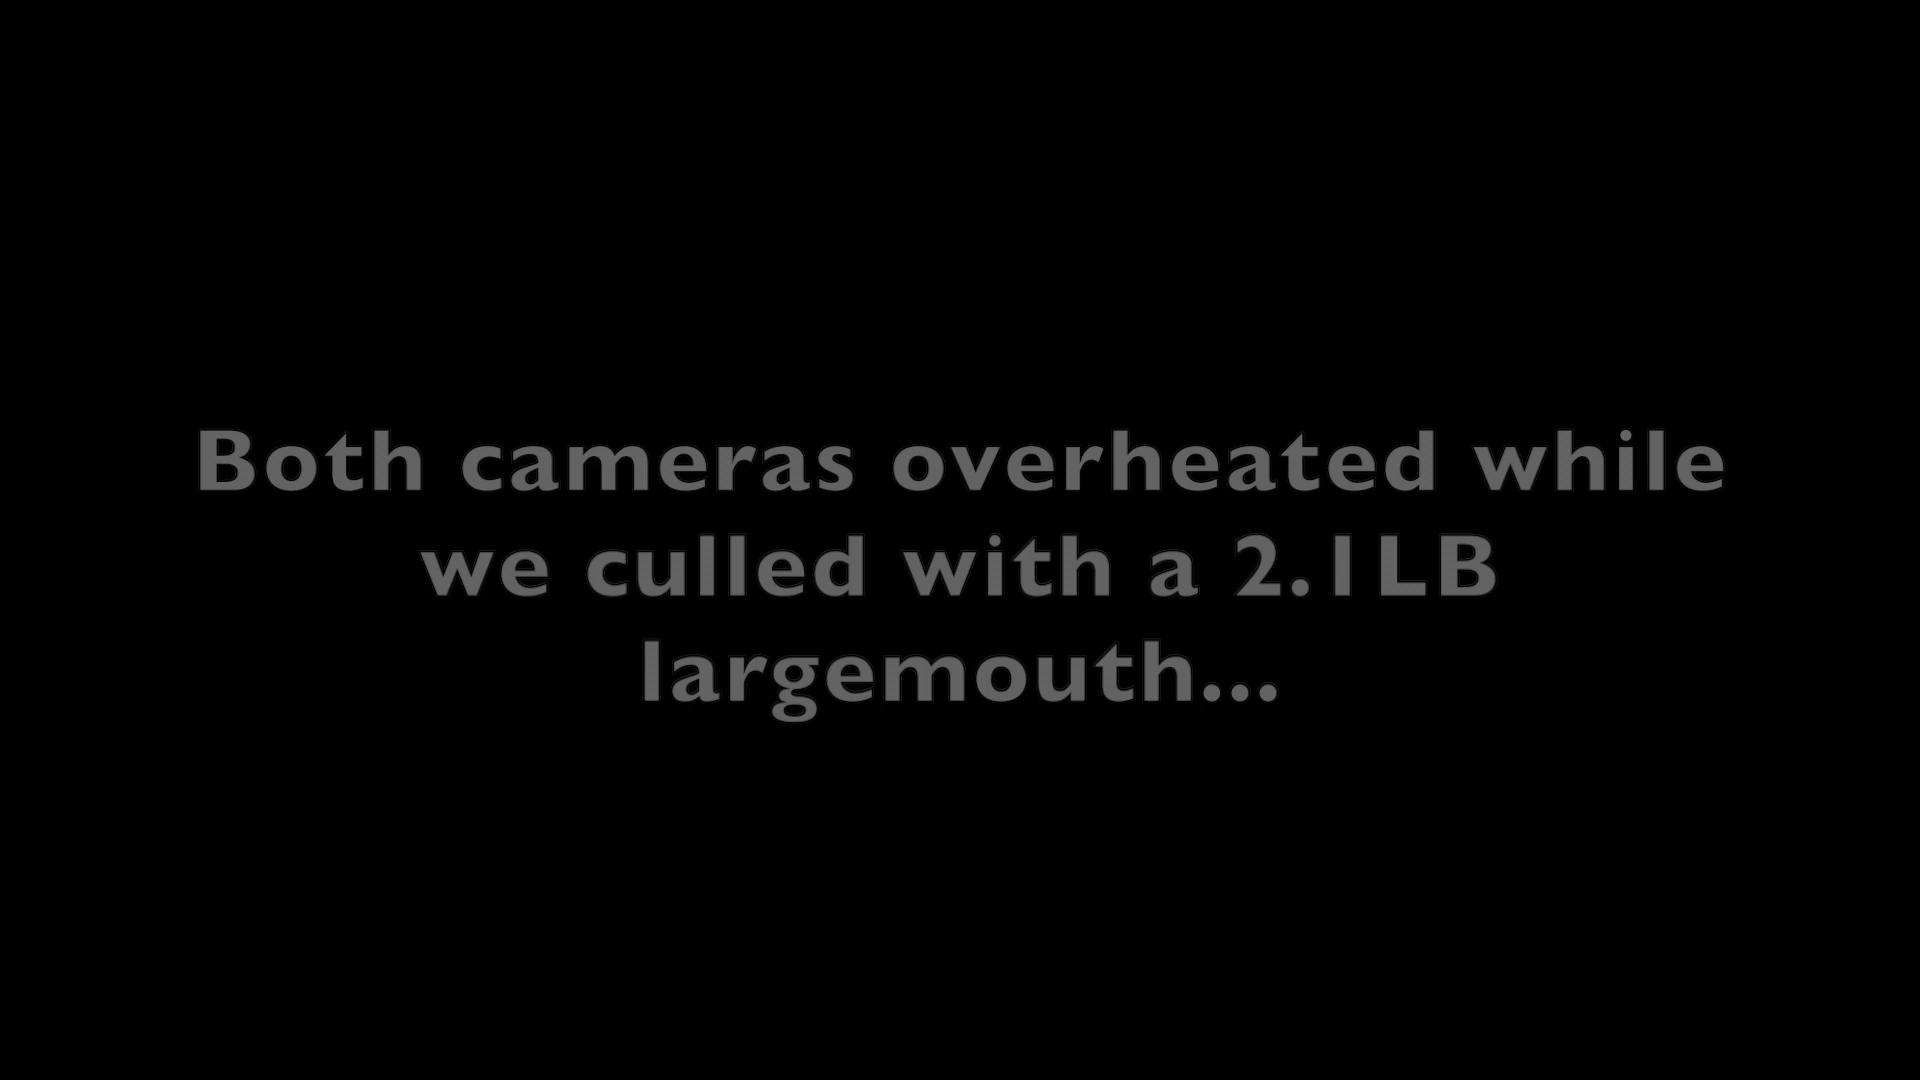 Both cameras overheated while
we culled with a 2.1LB
largemouth...